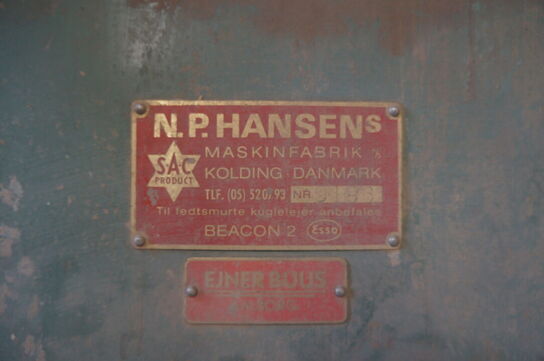 N.P. HANSENS
MASKINFABRIK A/S
S·A·C
PRODUCT
KOLDING · DANMARK
TLF. (05) 520793 NR.
Til fedtsmurte kuglelejer anbefales
BEACON 2 Esso
EJNER BOUS